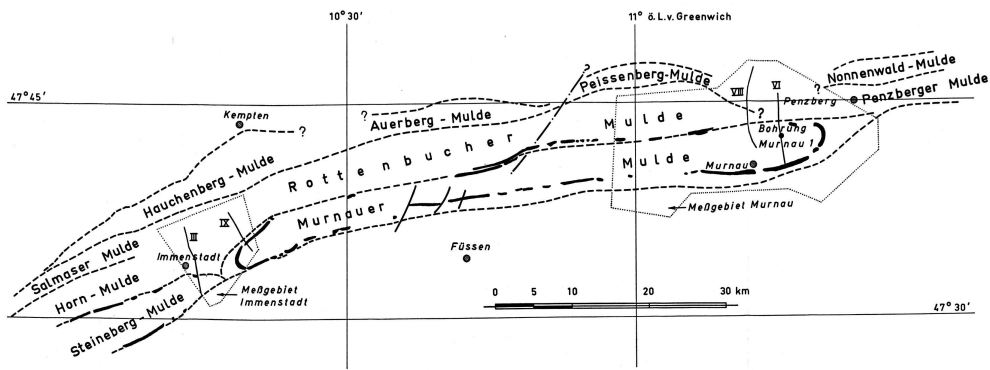 10° 30′
11° ö.L.v. Greenwich
47°45′
Kempten
?
?
Auerberg - Mulde
?
Peissenberg-Mulde
VIII
VI
?
?
Nonnenwald-Mulde
Penzberg
Penzberger Mulde
Mulde
Bohrung
Murnau 1
Rottenbucher
Mulde
Murnau
Hauchenberg-Mulde
Murnauer
Meßgebiet Murnau
III
IX
Füssen
Salmaser Mulde
Immenstadt
Horn-Mulde
Meßgebiet
Immenstadt
Steineberg-Mulde
0 5 10 20 30 km
47° 30′